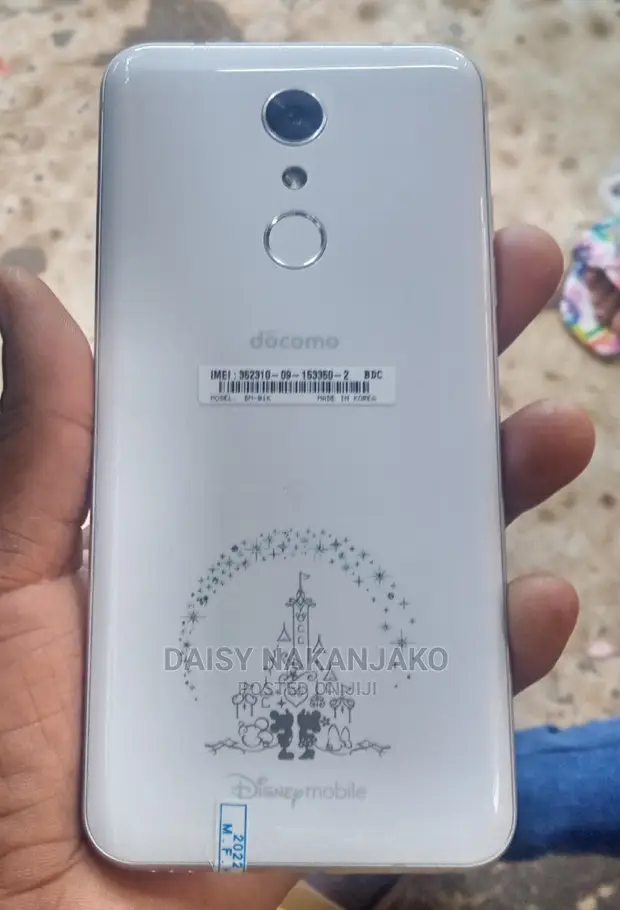 döcomo
IMEI: 352310-09-153350-2 BDC
MODEL: DM-01K MADE IN KOREA
DAISY NAKANJAKO
POSTED ON JIJI
Disney mobile
2022
M.F.